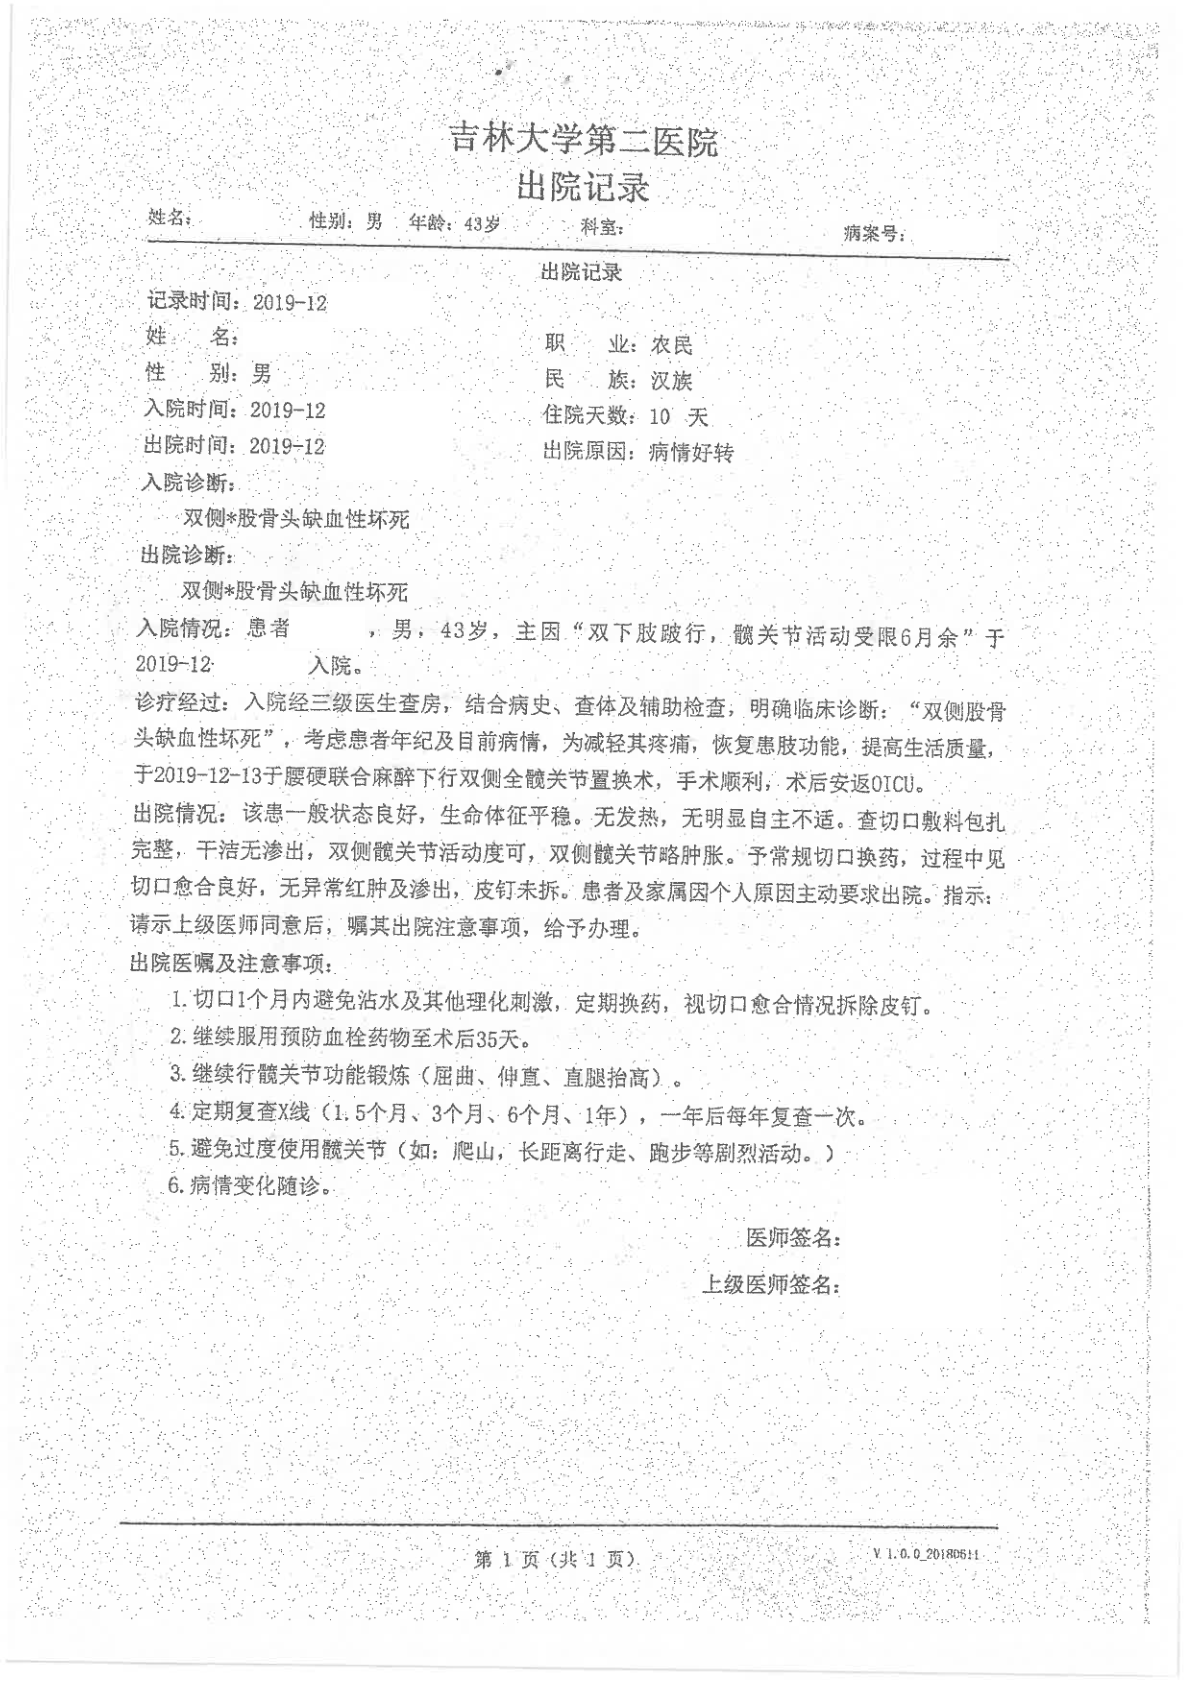 吉林大学第二医院
出院记录
姓名: 性别: 男 年龄: 43岁 科室: 病案号:
出院记录
记录时间: 2019-12
姓 名: 职 业: 农民
性 别: 男 民 族: 汉族
入院时间: 2019-12 住院天数: 10 天
出院时间: 2019-12 出院原因: 病情好转
入院诊断:
双侧*股骨头缺血性坏死
出院诊断:
双侧*股骨头缺血性坏死
入院情况: 患者 ，男，43岁，主因“双下肢跛行，髋关节活动受限6月余”于
2019-12 入院。
诊疗经过: 入院经三级医生查房，结合病史、查体及辅助检查，明确临床诊断: “双侧股骨
头缺血性坏死”，考虑患者年纪及目前病情，为减轻其疼痛，恢复患肢功能，提高生活质量，
于2019-12-13于腰硬联合麻醉下行双侧全髋关节置换术，手术顺利，术后安返OICU。
出院情况: 该患一般状态良好，生命体征平稳。无发热，无明显自主不适。查切口敷料包扎
完整，干洁无渗出，双侧髋关节活动度可，双侧髋关节略肿胀。予常规切口换药，过程中见
切口愈合良好，无异常红肿及渗出，皮钉未拆。患者及家属因个人原因主动要求出院。指示:
请示上级医师同意后，嘱其出院注意事项，给予办理。
出院医嘱及注意事项:
1. 切口1个月内避免沾水及其他理化刺激，定期换药，视切口愈合情况拆除皮钉。
2. 继续服用预防血栓药物至术后35天。
3. 继续行髋关节功能锻炼（屈曲、伸直、直腿抬高）。
4. 定期复查X线（1.5个月、3个月、6个月、1年），一年后每年复查一次。
5. 避免过度使用髋关节（如: 爬山，长距离行走、跑步等剧烈活动。）
6. 病情变化随诊。
医师签名:
上级医师签名:
第 1 页（共 1 页）
V 1.0.0_20180611